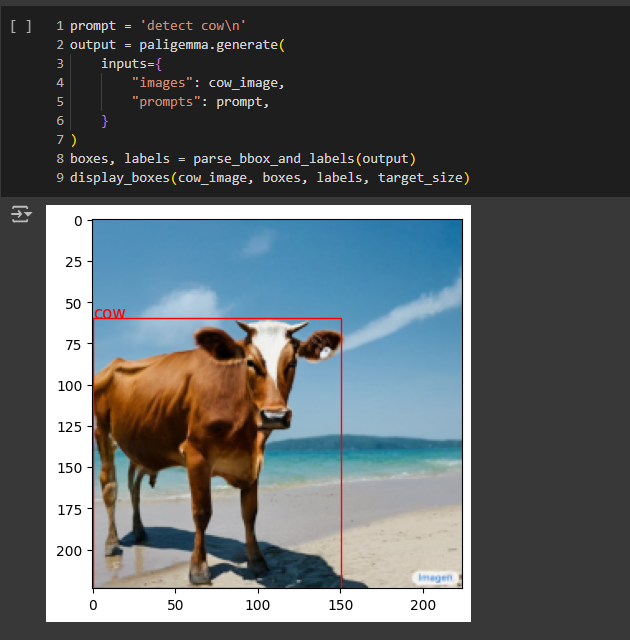 [ ]
1 prompt = 'detect cow\n'
2 output = paligemma.generate(
3     inputs={
4         "images": cow_image,
5         "prompts": prompt,
6     }
7 )
8 boxes, labels = parse_bbox_and_labels(output)
9 display_boxes(cow_image, boxes, labels, target_size)
0
25
50
cow
75
100
125
150
175
200
Imagen
0 50 100 150 200